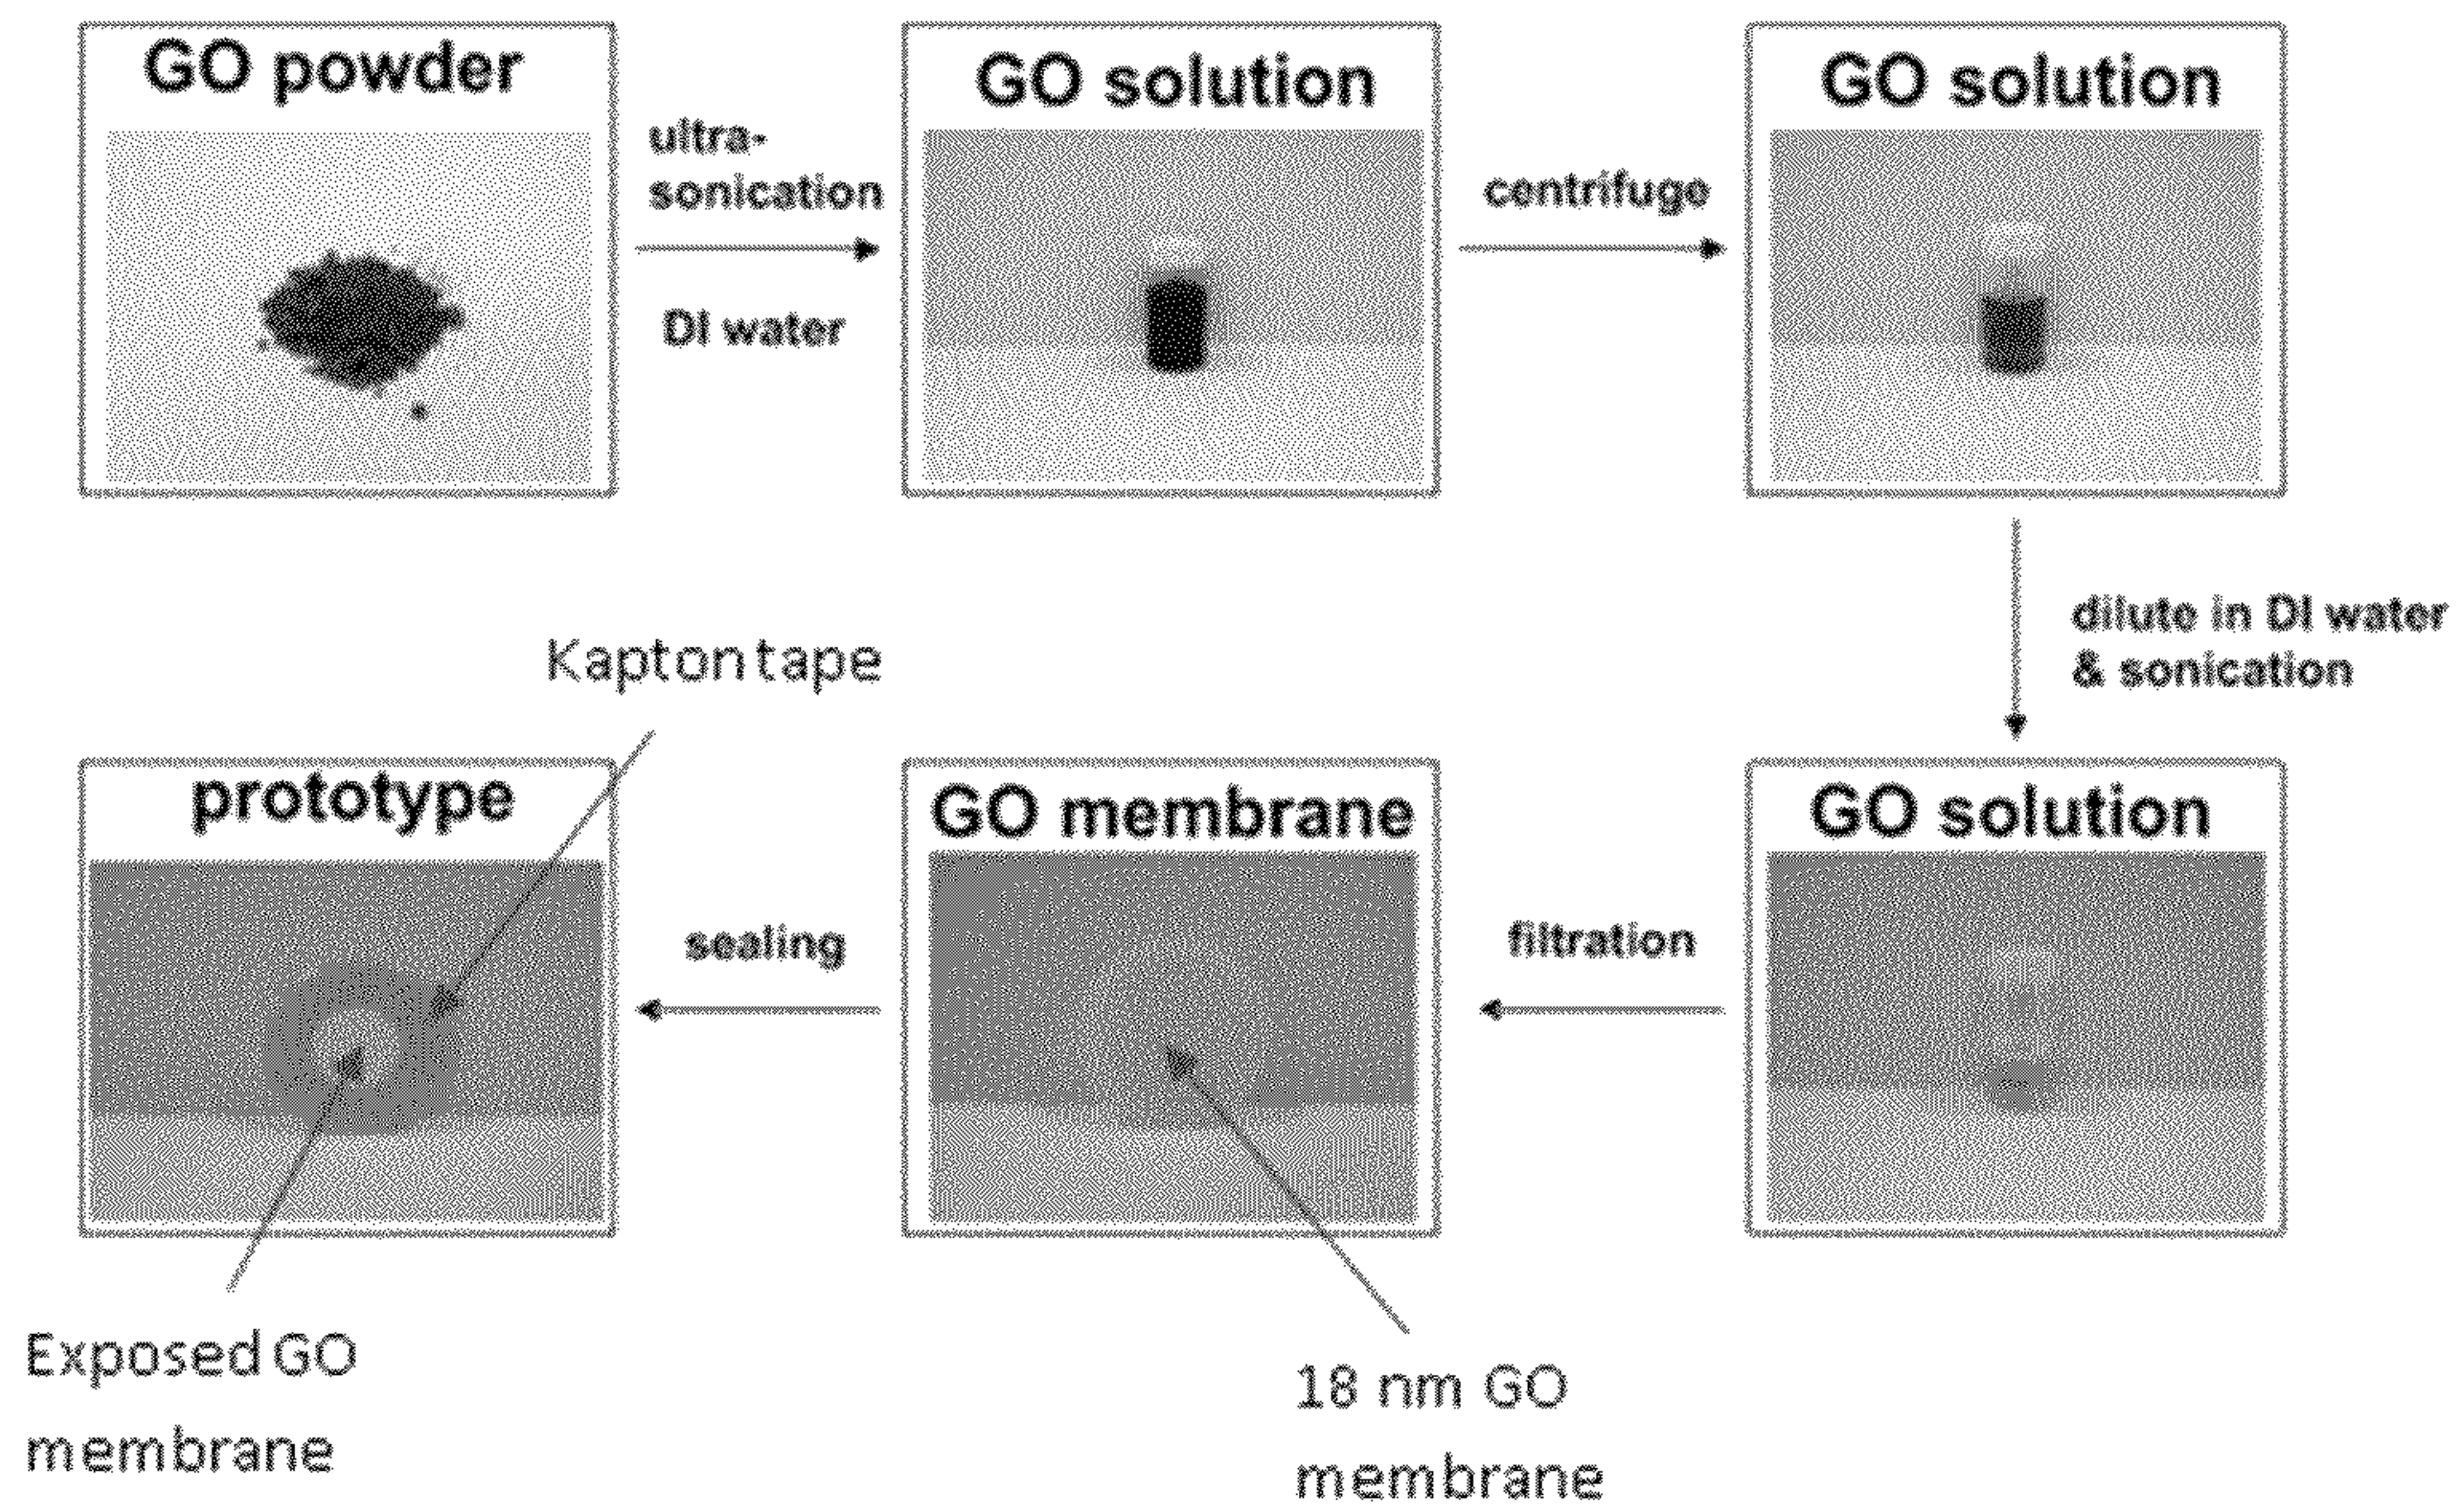 GO powder
ultra-
sonication
DI water
GO solution
centrifuge
GO solution
dilute in DI water
& sonication
GO solution
filtration
GO membrane
18 nm GO
membrane
sealing
prototype
Kapton tape
Exposed GO
membrane